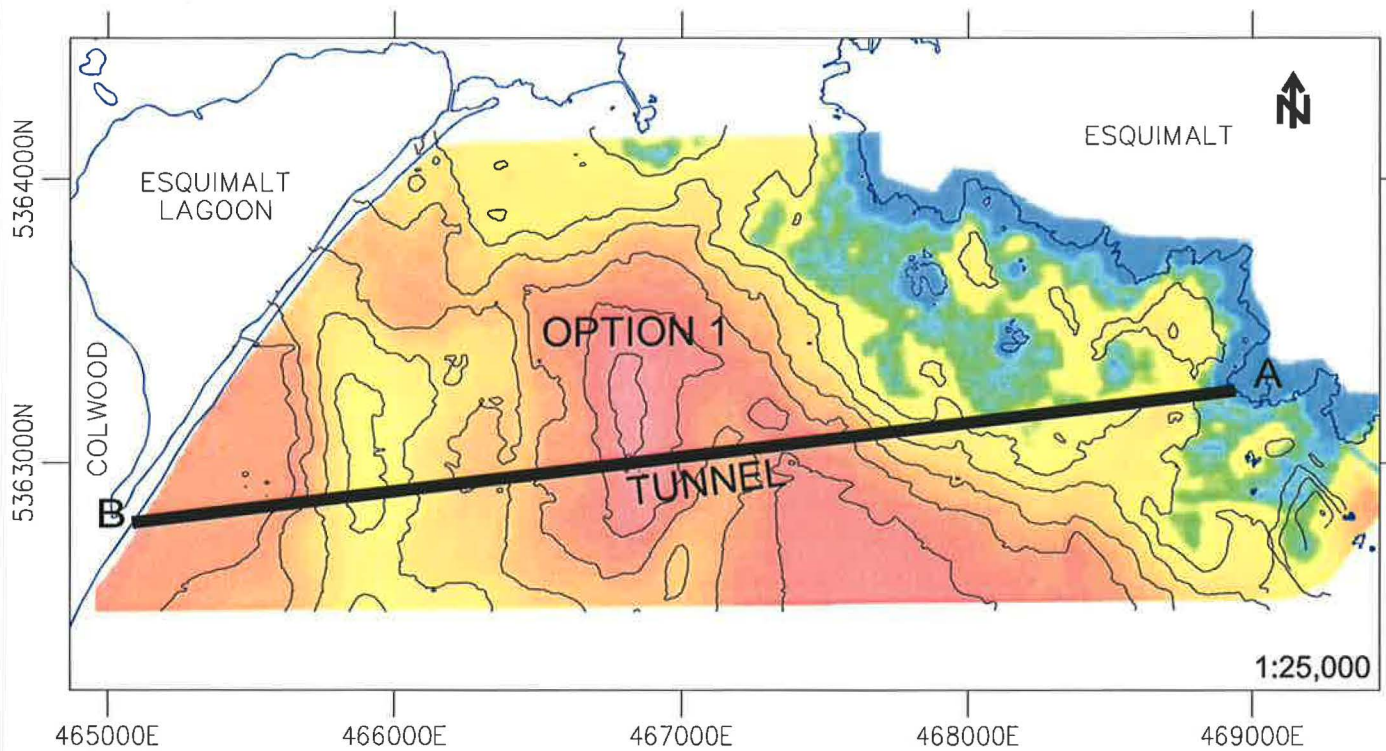 ESQUIMALT
LAGOON
ESQUIMALT
N
5364000N
5363000N
COLWOOD
OPTION 1
A
TUNNEL
B
1:25,000
465000E
466000E
467000E
468000E
469000E